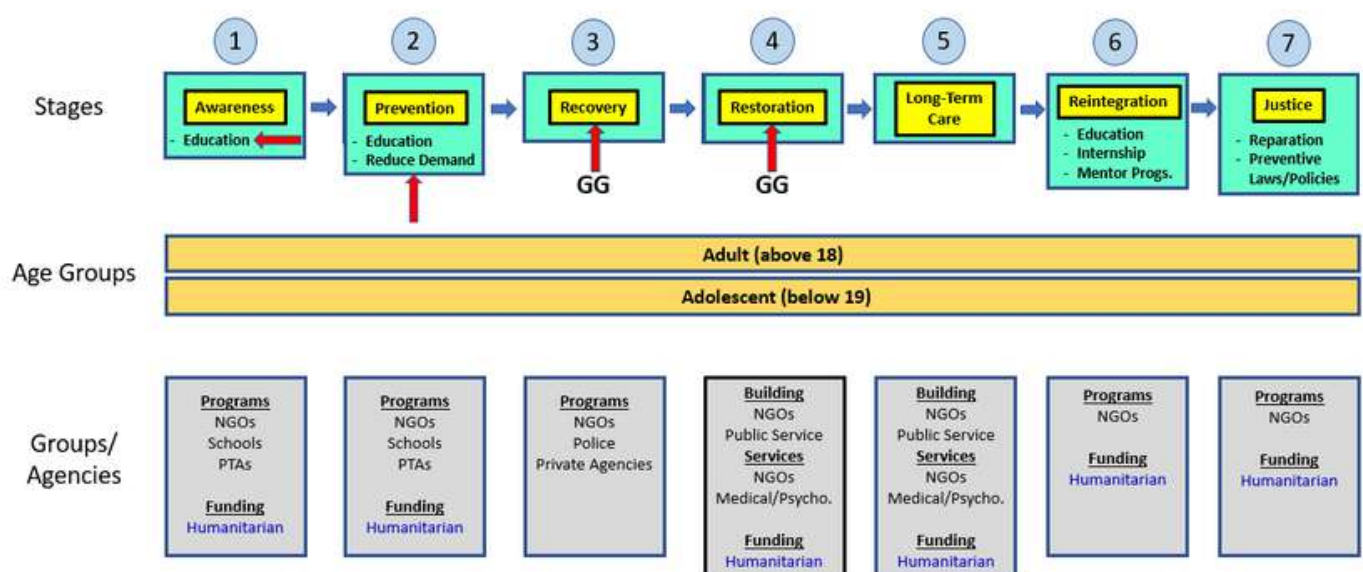 1
2
3
4
5
6
7
Stages
Awareness
- Education
Prevention
- Education
- Reduce Demand
Recovery
GG
Restoration
GG
Long-Term
Care
Reintegration
- Education
- Internship
- Mentor Progs.
Justice
- Reparation
- Preventive
Laws/Policies
Age Groups
Adult (above 18)
Adolescent (below 19)
Groups/
Agencies
Programs
NGOs
Schools
PTAs
Funding
Humanitarian
Programs
NGOs
Schools
PTAs
Funding
Humanitarian
Programs
NGOs
Police
Private Agencies
Building
NGOs
Public Service
Services
NGOs
Medical/Psycho.
Funding
Humanitarian
Building
NGOs
Public Service
Services
NGOs
Medical/Psycho.
Funding
Humanitarian
Programs
NGOs
Funding
Humanitarian
Programs
NGOs
Funding
Humanitarian